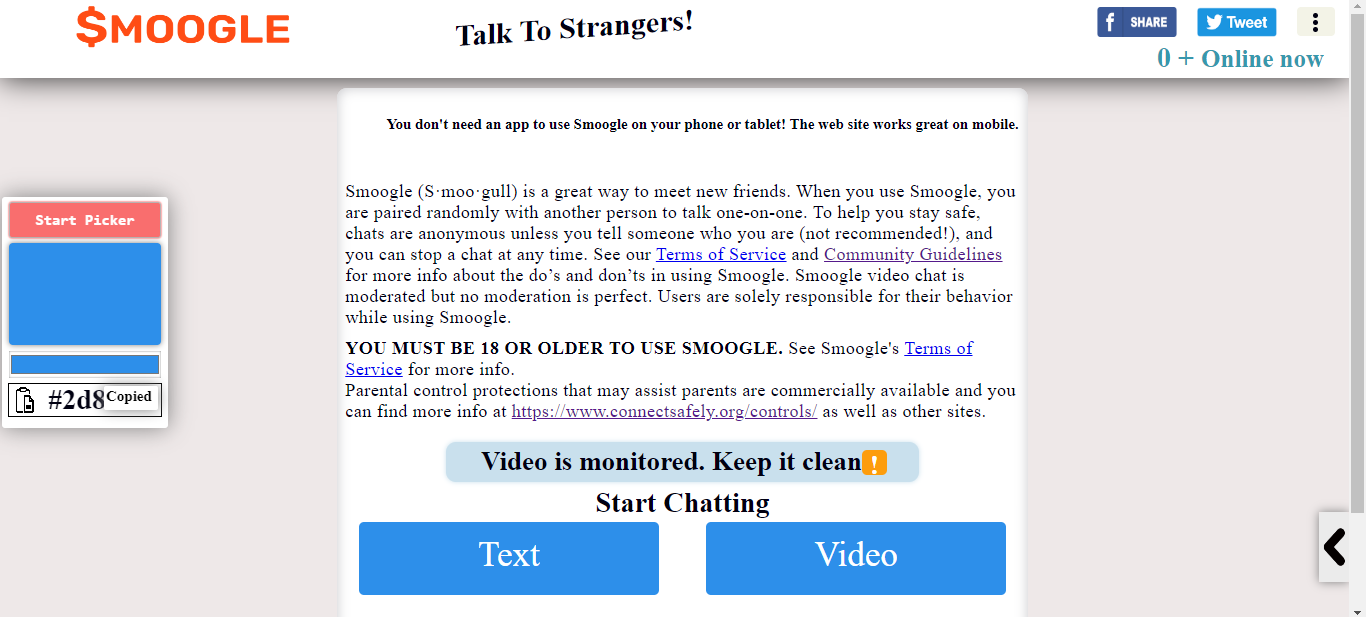 $MOOGLE
Talk To Strangers!
SHARE
Tweet
0 + Online now
You don't need an app to use Smoogle on your phone or tablet! The web site works great on mobile.
Smoogle (S·moo·gull) is a great way to meet new friends. When you use Smoogle, you
are paired randomly with another person to talk one-on-one. To help you stay safe,
chats are anonymous unless you tell someone who you are (not recommended!), and
you can stop a chat at any time. See our Terms of Service and Community Guidelines
for more info about the do’s and don’ts in using Smoogle. Smoogle video chat is
moderated but no moderation is perfect. Users are solely responsible for their behavior
while using Smoogle.
YOU MUST BE 18 OR OLDER TO USE SMOOGLE. See Smoogle's Terms of
Service for more info.
Parental control protections that may assist parents are commercially available and you
can find more info at https://www.connectsafely.org/controls/ as well as other sites.
Video is monitored. Keep it clean❗
Start Chatting
Text
Video
Start Picker
#2d8
Copied